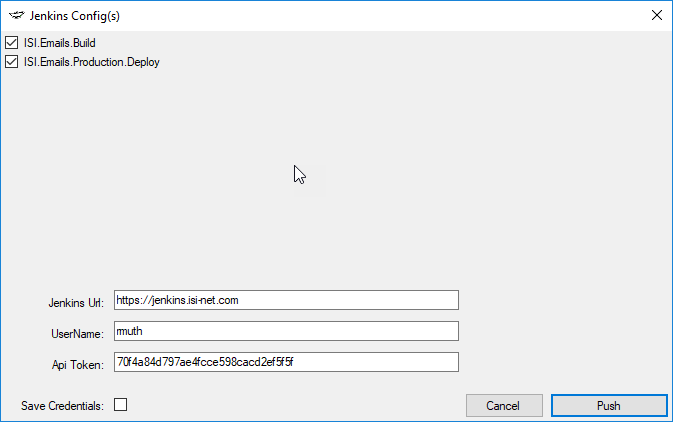 Jenkins Config(s)
ISI.Emails.Build
ISI.Emails.Production.Deploy
Jenkins Url: https://jenkins.isi-net.com
UserName: rmuth
Api Token: 70f4a84d797ae4fcce598cacd2ef5f5f
Save Credentials:
Cancel Push